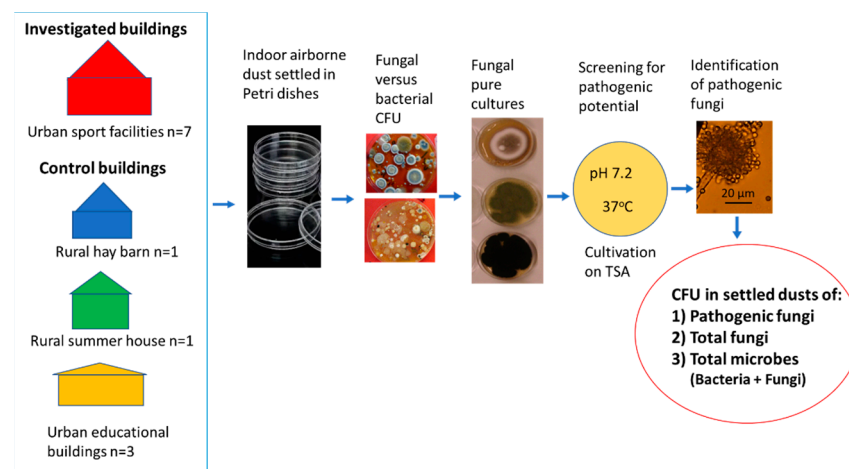 Investigated buildings
Urban sport facilities n=7
Control buildings
Rural hay barn n=1
Rural summer house n=1
Urban educational
buildings n=3
Indoor airborne
dust settled in
Petri dishes
Fungal
versus
bacterial
CFU
Fungal
pure
cultures
Screening for
pathogenic
potential
pH 7.2
37°C
Cultivation
on TSA
Identification
of pathogenic
fungi
20 μm
CFU in settled dusts of:
1) Pathogenic fungi
2) Total fungi
3) Total microbes
(Bacteria + Fungi)